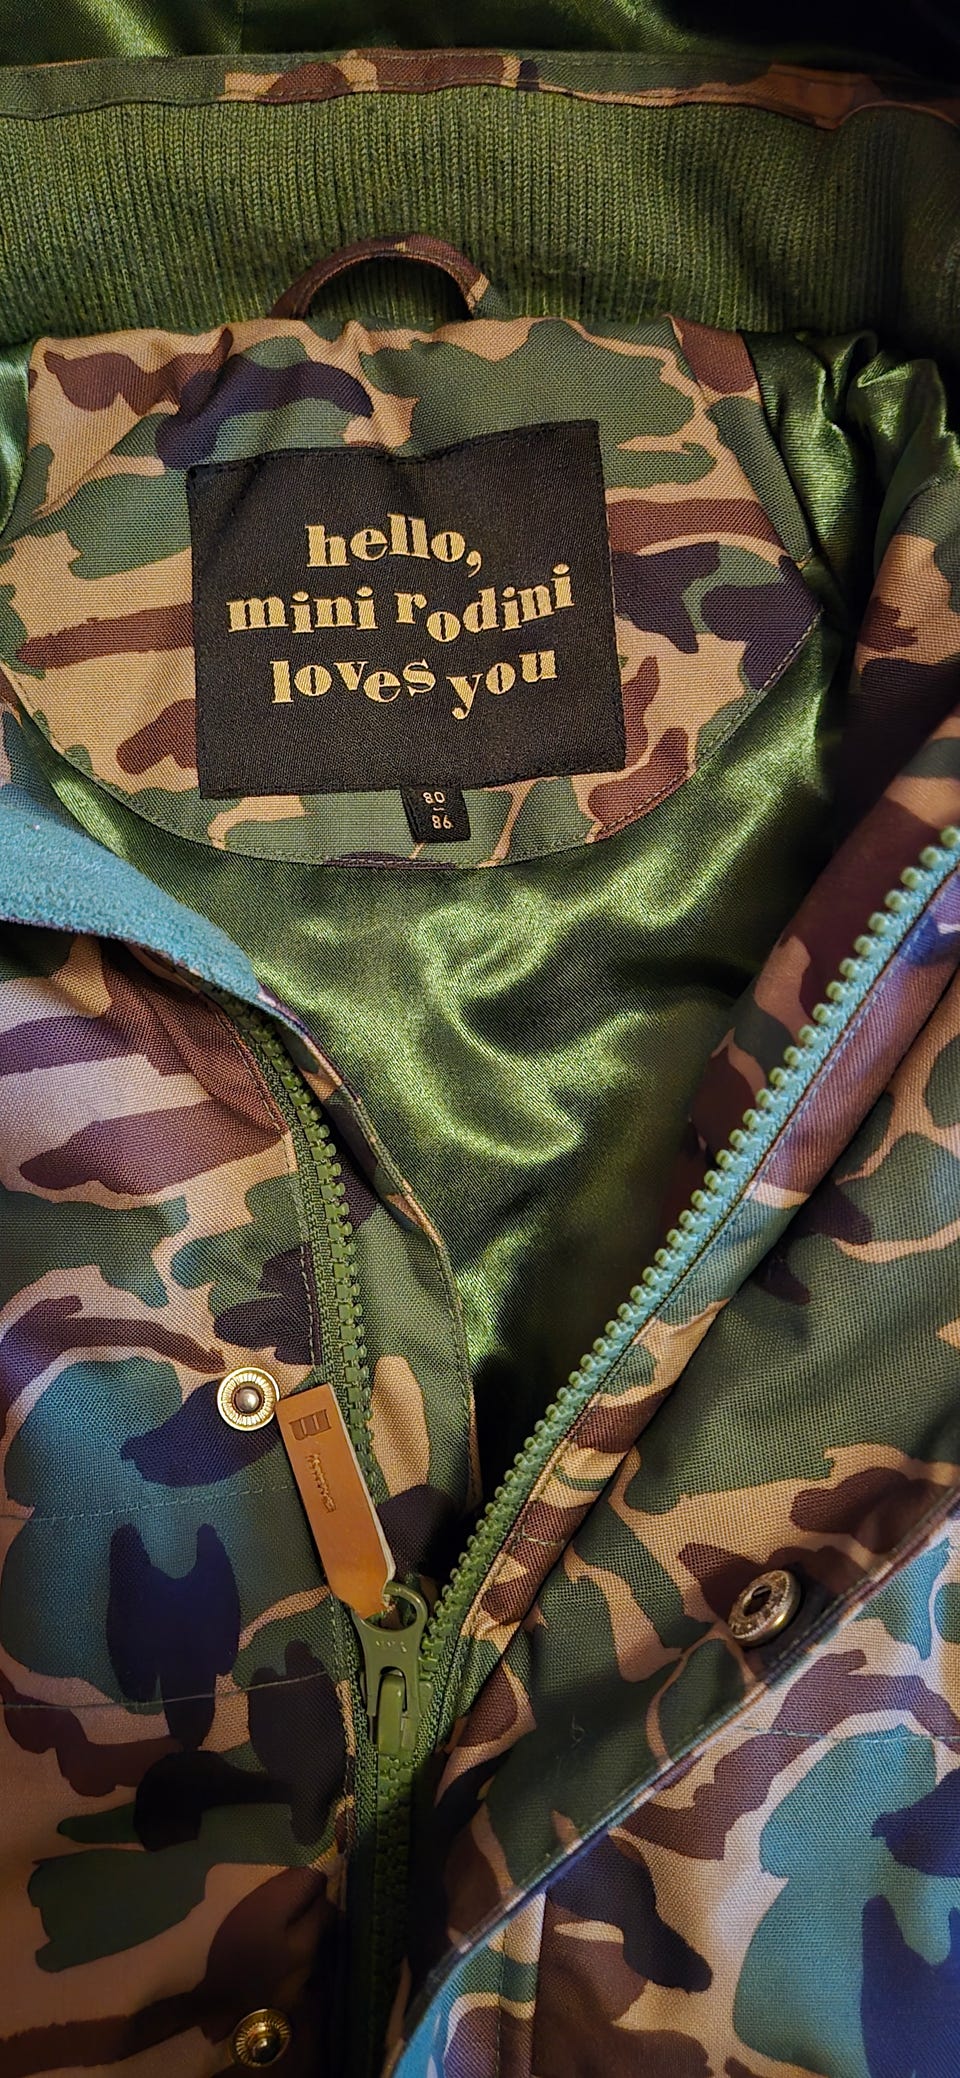 hello,
mini rodini
loves you
80
86